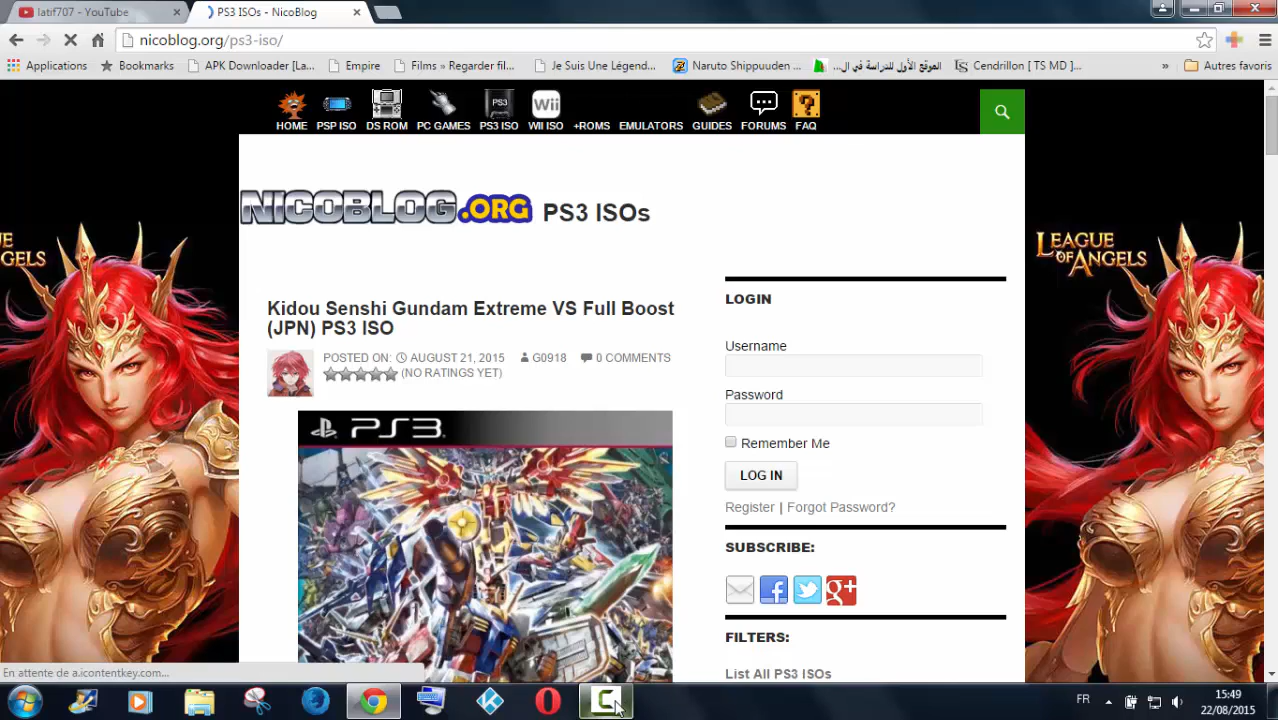 latif707 - YouTube
PS3 ISOs - NicoBlog
nicoblog.org/ps3-iso/
Applications
Bookmarks
APK Downloader [La...
Empire
Films » Regarder fil...
Je Suis Une Légend...
Naruto Shippuuden ...
الموقع الأول للدراسة في ال...
Cendrillon [ TS MD ]...
»
Autres favoris
HOME
PSP ISO
DS ROM
PC GAMES
PS3
PS3 ISO
Wii
WII ISO
+ROMS
EMULATORS
GUIDES
FORUMS
FAQ
NICOBLOG.ORG PS3 ISOs
LEAGUE
OF ANGELS
Kidou Senshi Gundam Extreme VS Full Boost
(JPN) PS3 ISO
POSTED ON: AUGUST 21, 2015 G0918 0 COMMENTS
(NO RATINGS YET)
PS3
LOGIN
Username
Password
Remember Me
LOG IN
Register | Forgot Password?
SUBSCRIBE:
FILTERS:
List All PS3 ISOs
En attente de a.icontentkey.com...
FR
15:49
22/08/2015